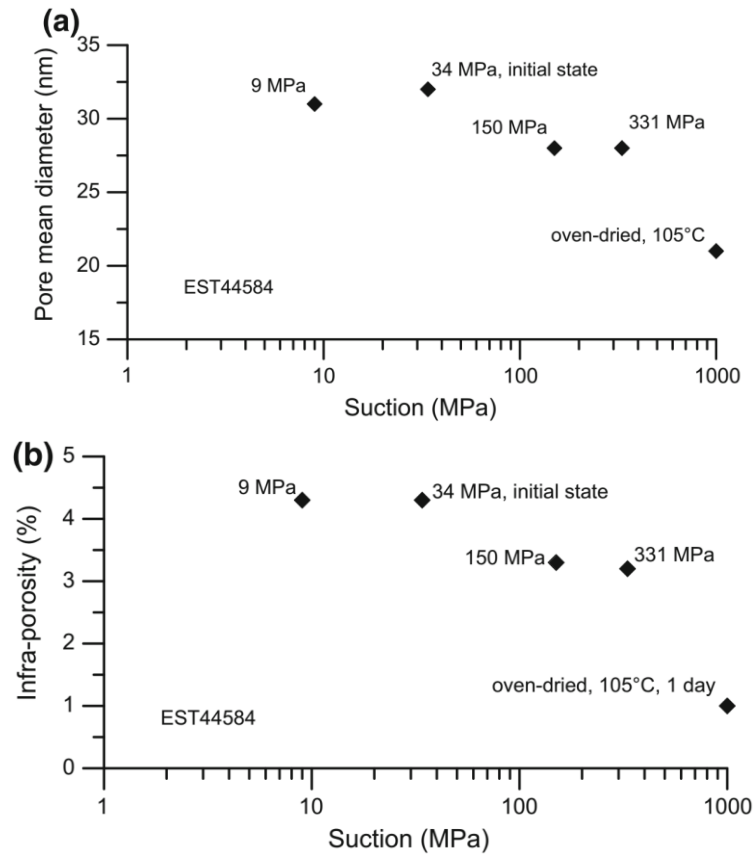 (a)
35
30
25
20
15
Pore mean diameter (nm)
9 MPa
34 MPa, initial state
150 MPa
331 MPa
oven-dried, 105°C
EST44584
1
10
100
1000
Suction (MPa)
(b)
5
4
3
2
1
0
Infra-porosity (%)
9 MPa
34 MPa, initial state
150 MPa
331 MPa
oven-dried, 105°C, 1 day
EST44584
1
10
100
1000
Suction (MPa)